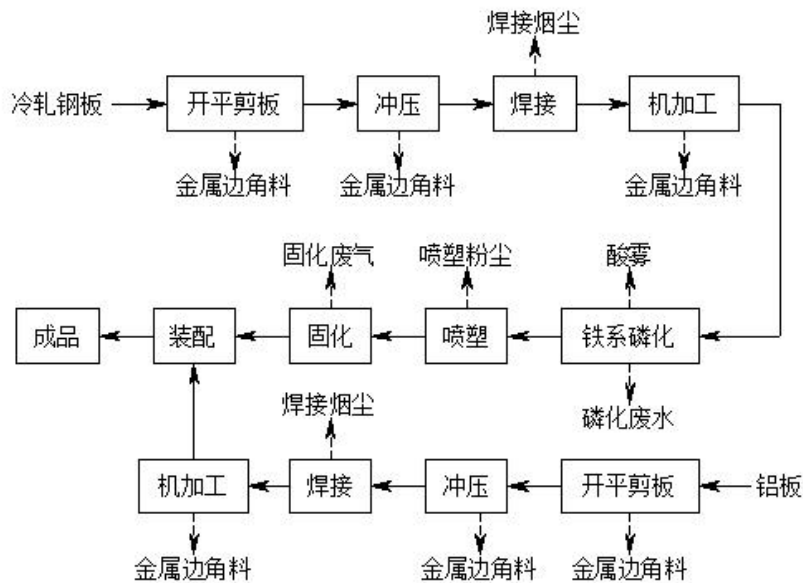 焊接烟尘
冷轧钢板 开平剪板 冲压 焊接 机加工
金属边角料 金属边角料 金属边角料
固化废气 喷塑粉尘 酸雾
成品 装配 固化 喷塑 铁系磷化
焊接烟尘 磷化废水
机加工 焊接 冲压 开平剪板 铝板
金属边角料 金属边角料 金属边角料